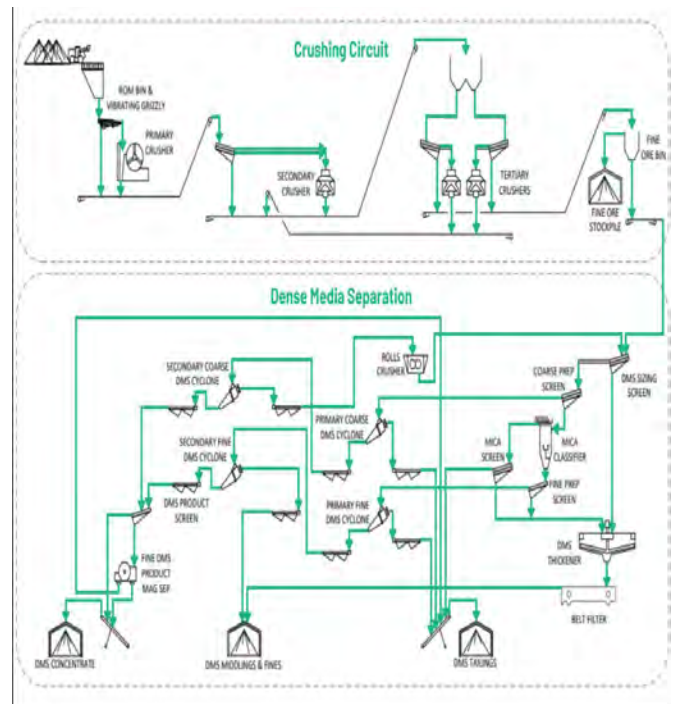 Crushing Circuit
ROM BIN &
VIBRATING GRIZZLY
PRIMARY
CRUSHER
SECONDARY
CRUSHER
TERTIARY
CRUSHERS
FINE
ORE BIN
FINE ORE
STOCKPILE
Dense Media Separation
SECONDARY COARSE
DMS CYCLONE
ROLLS
CRUSHER
COARSE PREP
SCREEN
DMS SIZING
SCREEN
PRIMARY COARSE
DMS CYCLONE
SECONDARY FINE
DMS CYCLONE
MICA
SCREEN
MICA
CLASSIFIER
DMS PRODUCT
SCREEN
PRIMARY FINE
DMS CYCLONE
FINE PREP
SCREEN
DMS
THICKENER
FINE DMS
PRODUCT
MAG SEP
BELT FILTER
DMS CONCENTRATE
DMS MIDDLINGS & FINES
DMS TAILINGS